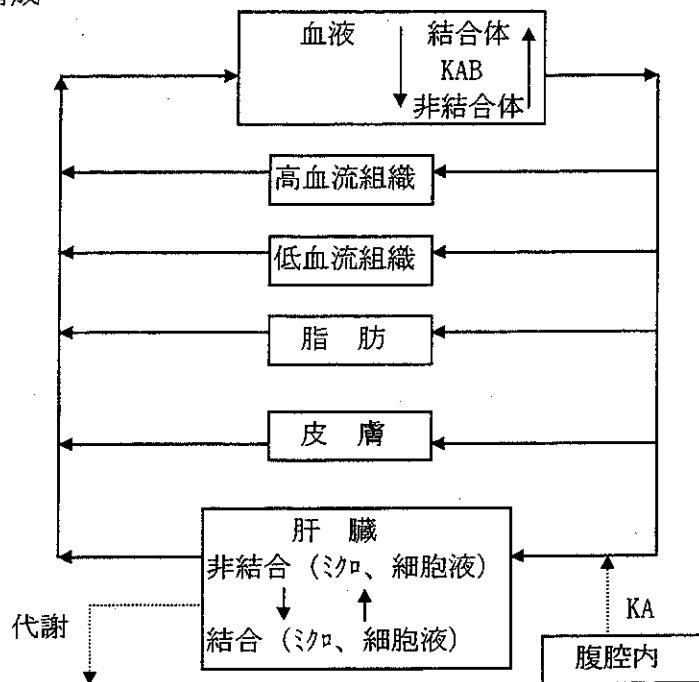 血液 結合体
KAB
非結合体
高血流組織
低血流組織
脂 肪
皮 膚
肝 臓
非結合 (ミクロ、細胞液)
代謝
結合 (ミクロ、細胞液)
KA
腹腔内